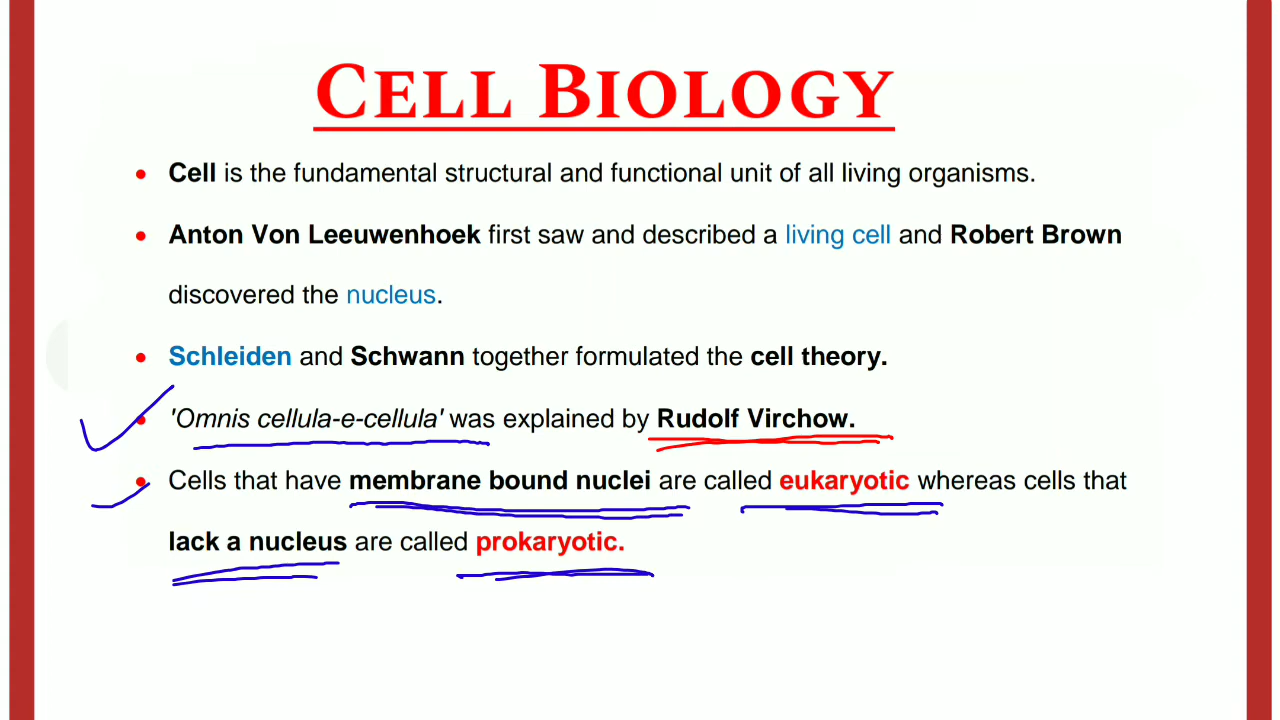 CELL BIOLOGY
• Cell is the fundamental structural and functional unit of all living organisms.
• Anton Von Leeuwenhoek first saw and described a living cell and Robert Brown
discovered the nucleus.
• Schleiden and Schwann together formulated the cell theory.
• 'Omnis cellula-e-cellula' was explained by Rudolf Virchow.
• Cells that have membrane bound nuclei are called eukaryotic whereas cells that
lack a nucleus are called prokaryotic.